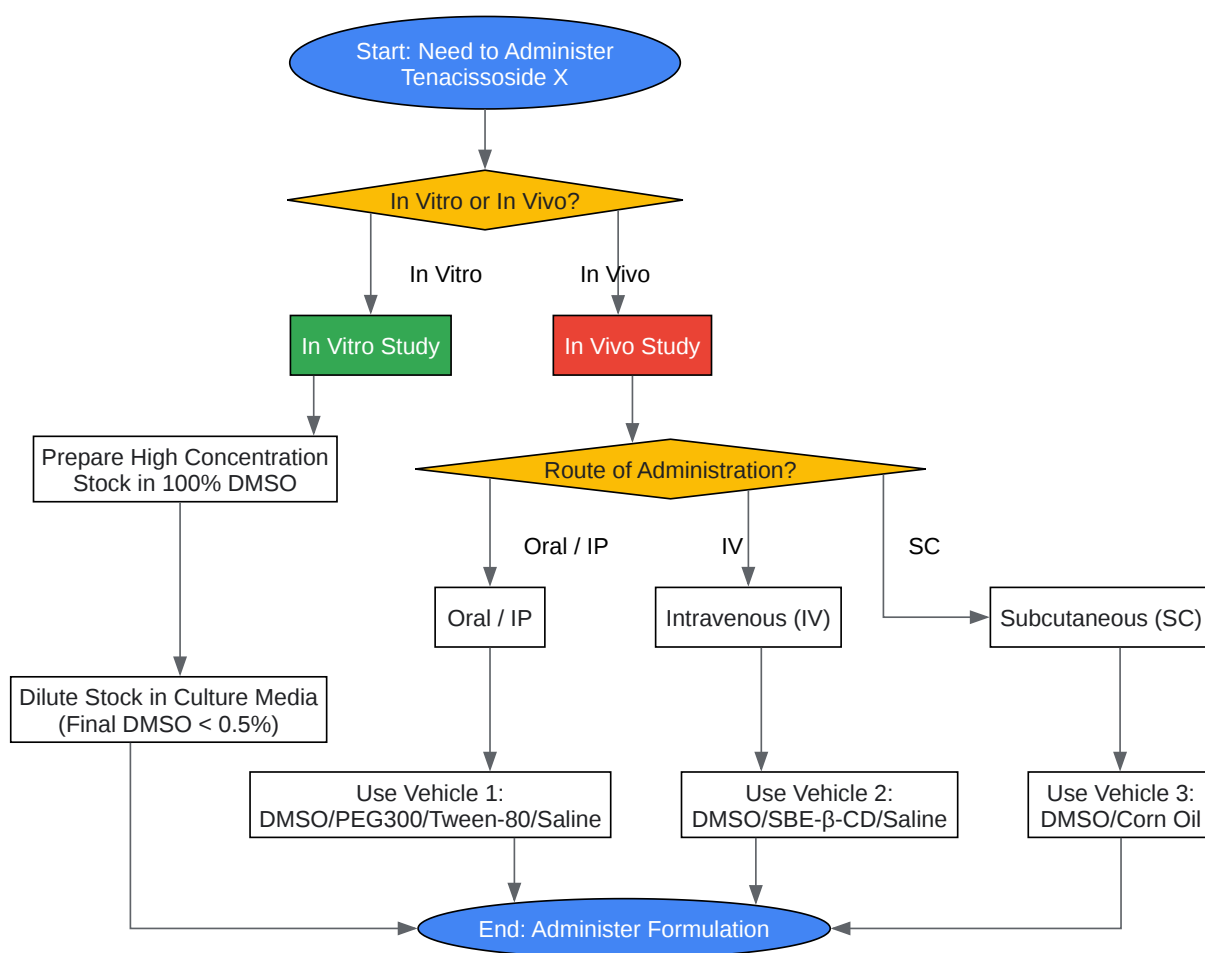 Start: Need to Administer
Tenacissoside X
In Vitro or In Vivo?
In Vitro
In Vivo
In Vitro Study
In Vivo Study
Prepare High Concentration
Stock in 100% DMSO
Route of Administration?
Oral / IP
IV
SC
Oral / IP
Intravenous (IV)
Subcutaneous (SC)
Dilute Stock in Culture Media
(Final DMSO < 0.5%)
Use Vehicle 1:
DMSO/PEG300/Tween-80/Saline
Use Vehicle 2:
DMSO/SBE-β-CD/Saline
Use Vehicle 3:
DMSO/Corn Oil
End: Administer Formulation